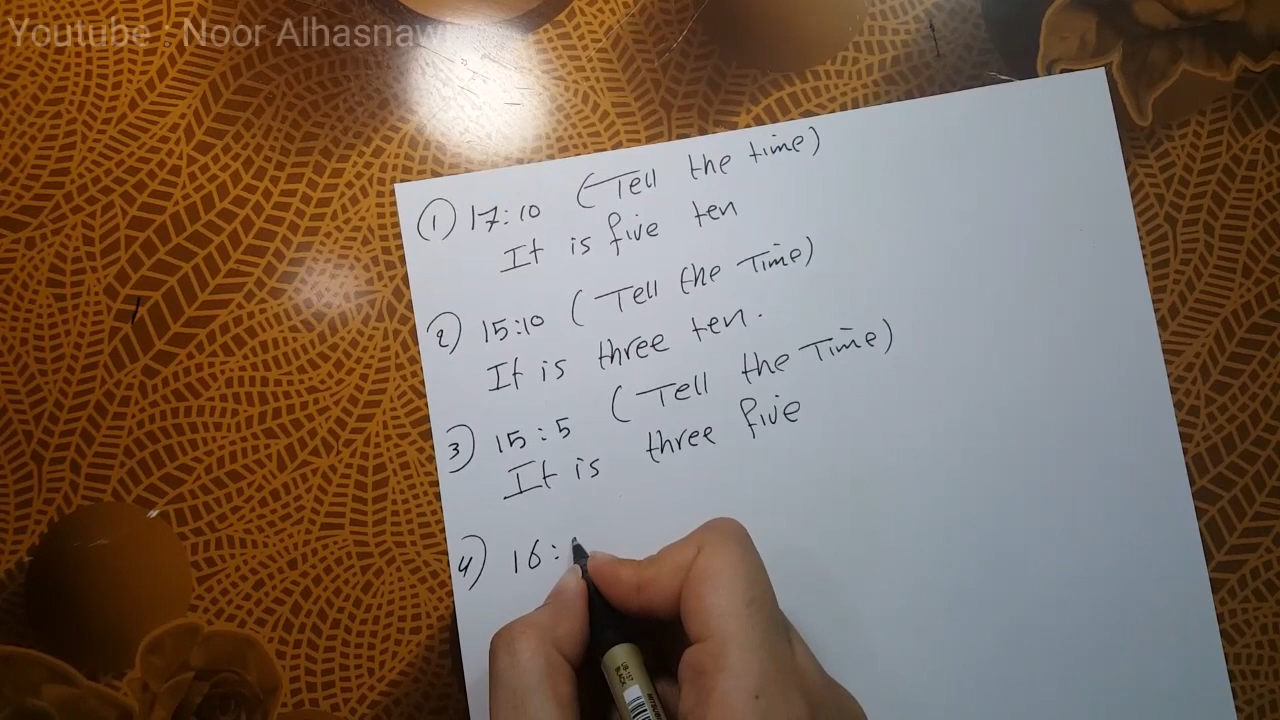 Youtube : Noor Alhasnawi
1) 17:10 (Tell the time)
It is five ten
2) 15:10 (Tell the Time)
It is three ten.
3) 15:5 (Tell the Time)
It is three five
4) 16: